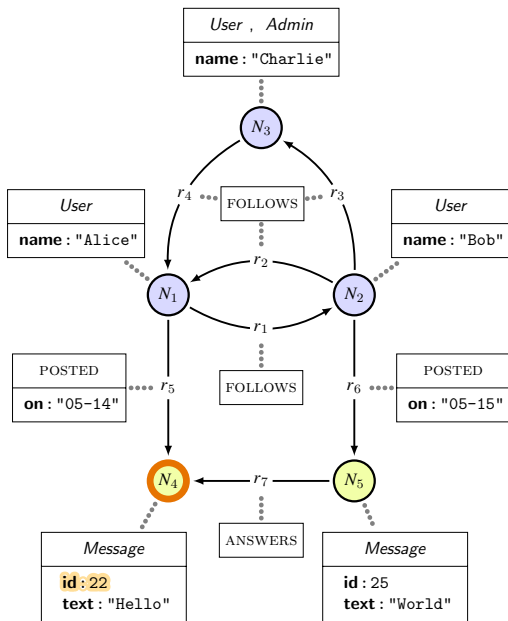 User , Admin
name : "Charlie"
N3
r4
FOLLOWS
r3
User
name : "Alice"
User
name : "Bob"
r2
N1
N2
r1
POSTED
on : "05-14"
r5
FOLLOWS
r6
POSTED
on : "05-15"
N4
r7
N5
Message
id : 22
text : "Hello"
ANSWERS
Message
id : 25
text : "World"